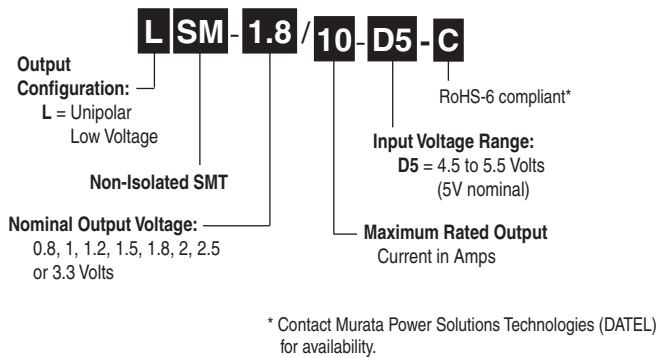 LSM-1.8/10-D5-C
Output
Configuration:
L = Unipolar
Low Voltage
Non-Isolated SMT
Nominal Output Voltage:
0.8, 1, 1.2, 1.5, 1.8, 2, 2.5
or 3.3 Volts
RoHS-6 compliant*
Input Voltage Range:
D5 = 4.5 to 5.5 Volts
(5V nominal)
Maximum Rated Output
Current in Amps
* Contact Murata Power Solutions Technologies (DATEL)
for availability.